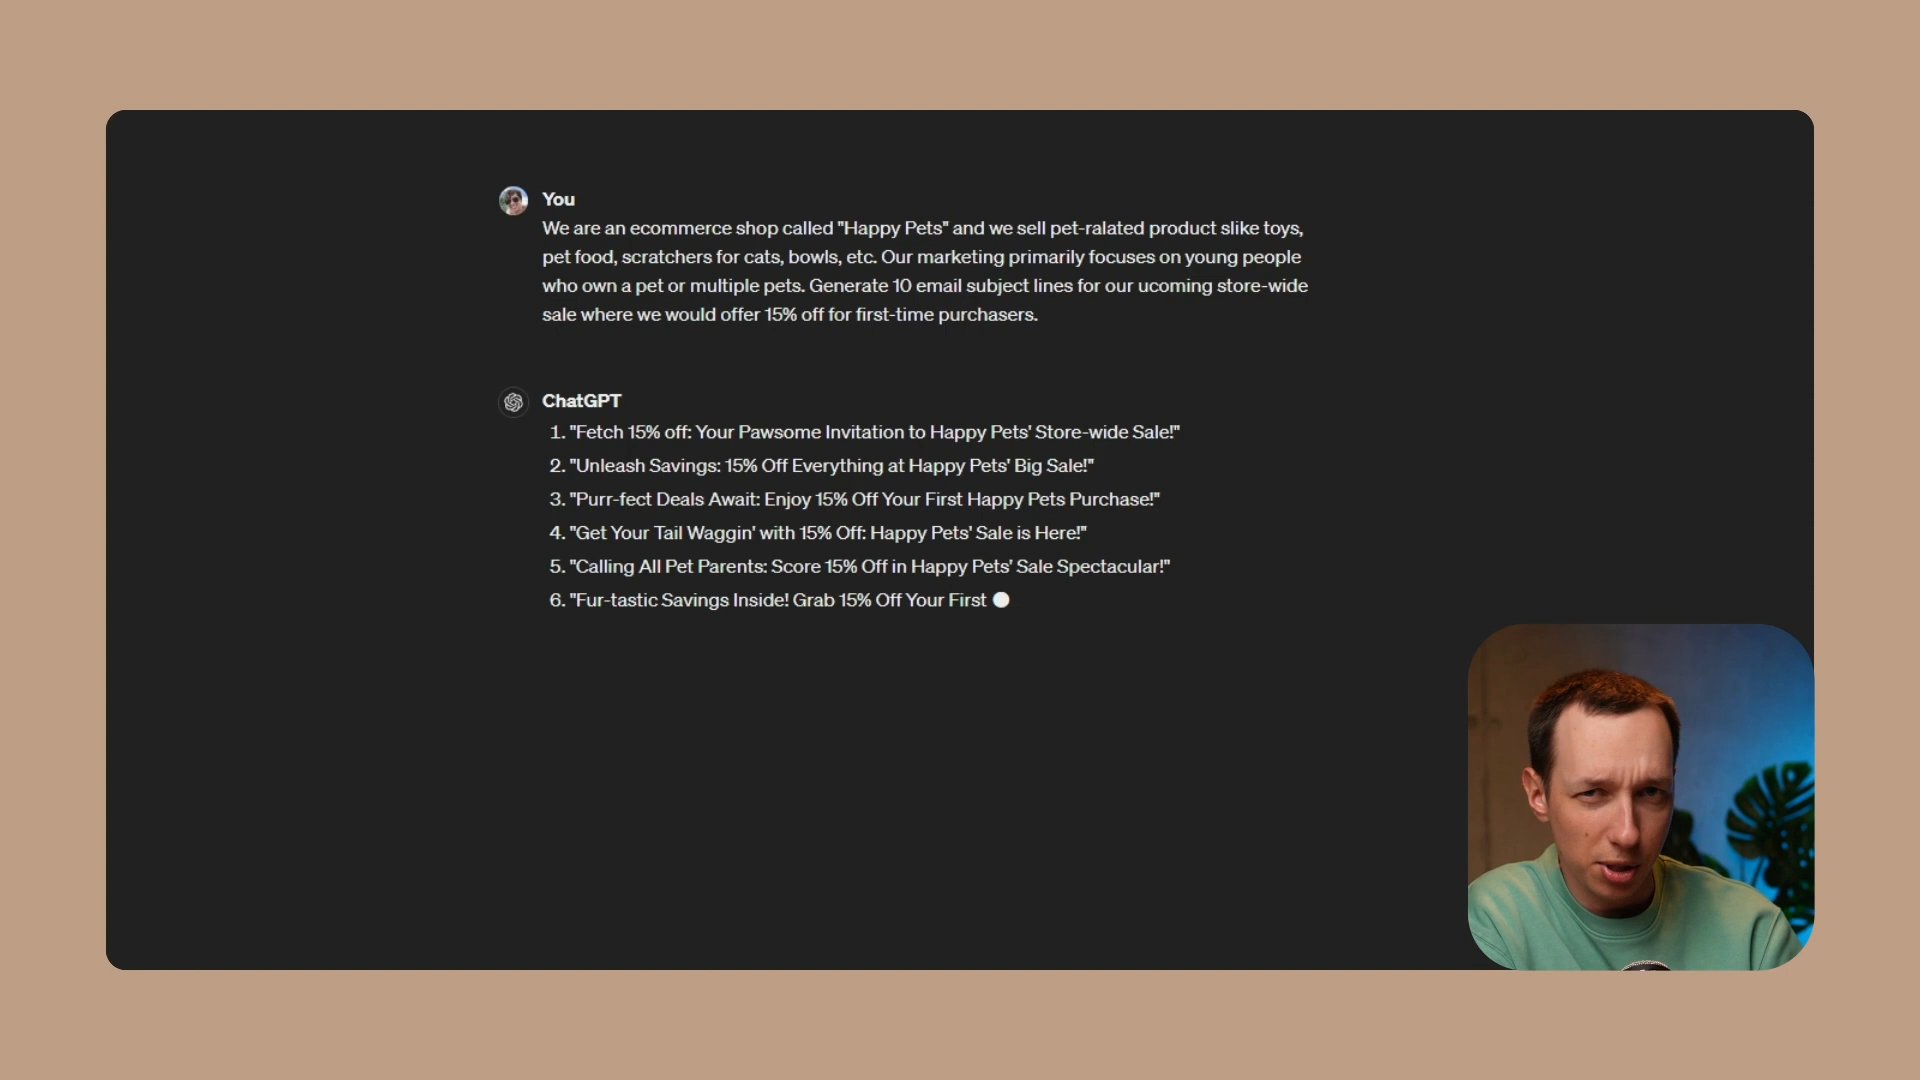 You
We are an ecommerce shop called "Happy Pets" and we sell pet-ralated product slike toys,
pet food, scratchers for cats, bowls, etc. Our marketing primarily focuses on young people
who own a pet or multiple pets. Generate 10 email subject lines for our ucoming store-wide
sale where we would offer 15% off for first-time purchasers.
ChatGPT
1. "Fetch 15% off: Your Pawsome Invitation to Happy Pets' Store-wide Sale!"
2. "Unleash Savings: 15% Off Everything at Happy Pets' Big Sale!"
3. "Purr-fect Deals Await: Enjoy 15% Off Your First Happy Pets Purchase!"
4. "Get Your Tail Waggin' with 15% Off: Happy Pets' Sale is Here!"
5. "Calling All Pet Parents: Score 15% Off in Happy Pets' Sale Spectacular!"
6. "Fur-tastic Savings Inside! Grab 15% Off Your First